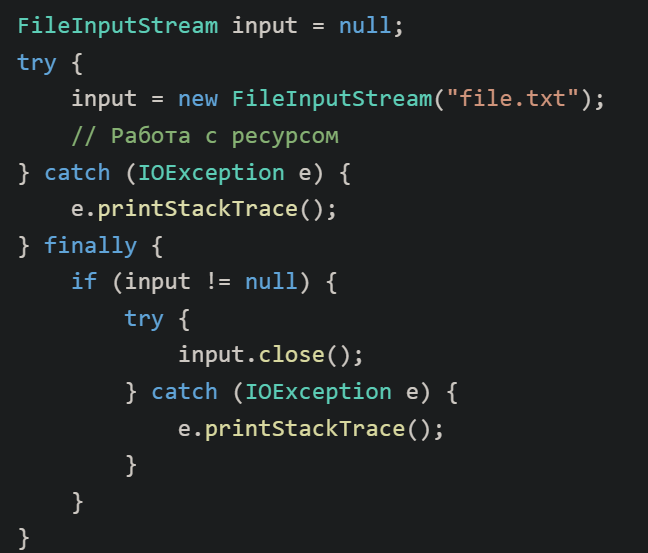 FileInputStream input = null;
try {
    input = new FileInputStream("file.txt");
    // Работа с ресурсом
} catch (IOException e) {
    e.printStackTrace();
} finally {
    if (input != null) {
        try {
            input.close();
        } catch (IOException e) {
            e.printStackTrace();
        }
    }
}